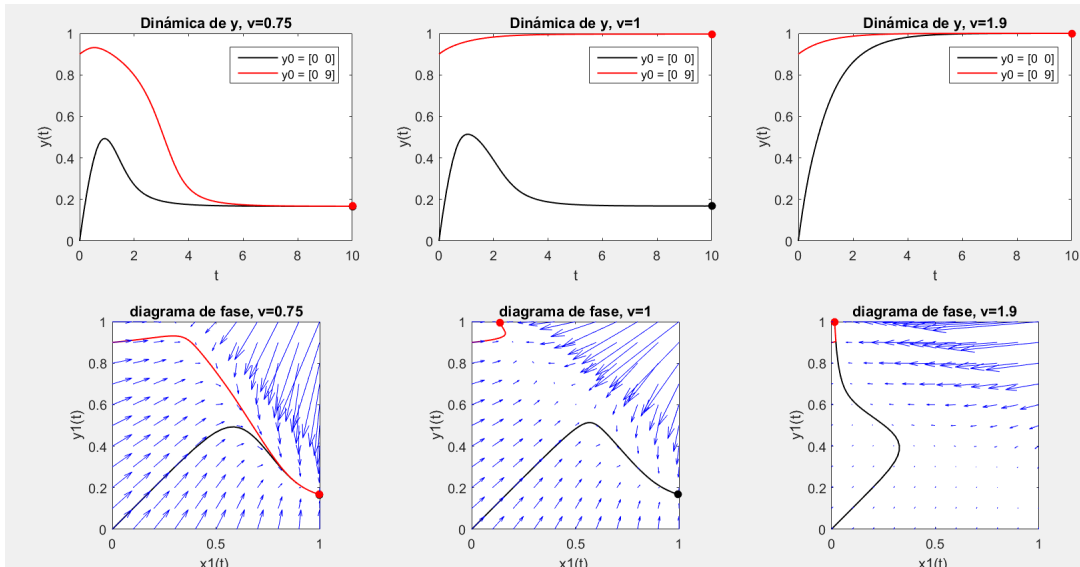 Dinámica de y, v=0.75
1
0.8
0.6
0.4
0.2
0
y(t)
y0 = [0 0]
y0 = [0 9]
0 2 4 6 8 10
t
Dinámica de y, v=1
1
0.8
0.6
0.4
0.2
0
y(t)
y0 = [0 0]
y0 = [0 9]
0 2 4 6 8 10
t
Dinámica de y, v=1.9
1
0.8
0.6
0.4
0.2
0
y(t)
y0 = [0 0]
y0 = [0 9]
0 2 4 6 8 10
t
diagrama de fase, v=0.75
1
0.8
0.6
0.4
0.2
0
y1(t)
0 0.5 1
x1(t)
diagrama de fase, v=1
1
0.8
0.6
0.4
0.2
0
y1(t)
0 0.5 1
x1(t)
diagrama de fase, v=1.9
1
0.8
0.6
0.4
0.2
0
y1(t)
0 0.5 1
x1(t)